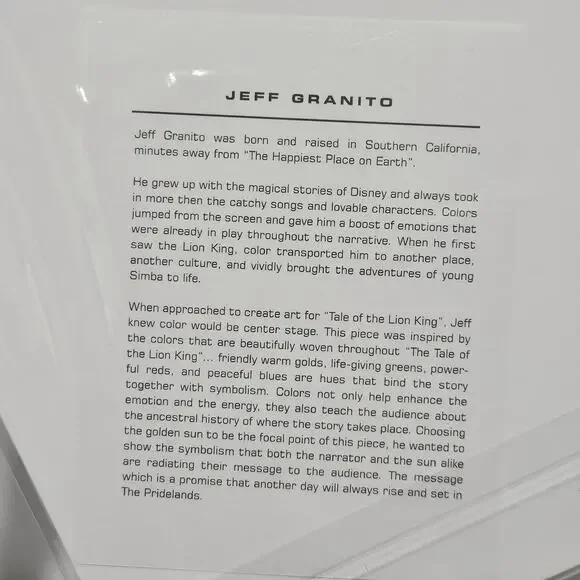 JEFF GRANITO
Jeff Granito was born and raised in Southern California,
minutes away from "The Happiest Place on Earth".
He grew up with the magical stories of Disney and always took
in more then the catchy songs and lovable characters. Colors
jumped from the screen and gave him a boost of emotions that
were already in play throughout the narrative. When he first
saw the Lion King, color transported him to another place,
another culture, and vividly brought the adventures of young
Simba to life.
When approached to create art for "Tale of the Lion King", Jeff
knew color would be center stage. This piece was inspired by
the colors that are beautifully woven throughout "The Tale of
the Lion King"... friendly warm golds, life-giving greens, power-
ful reds, and peaceful blues are hues that bind the story
together with symbolism. Colors not only help enhance the
emotion and the energy, they also teach the audience about
the ancestral history of where the story takes place. Choosing
the golden sun to be the focal point of this piece, he wanted to
show the symbolism that both the narrator and the sun alike
are radiating their message to the audience. The message
which is a promise that another day will always rise and set in
The Pridelands.